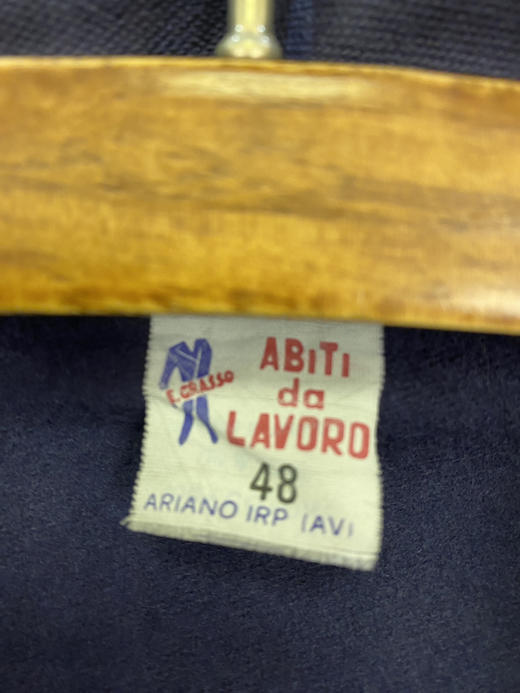 E. GRASSO
ABiTi
da
LAVORO
48
ARIANO IRP (AV)